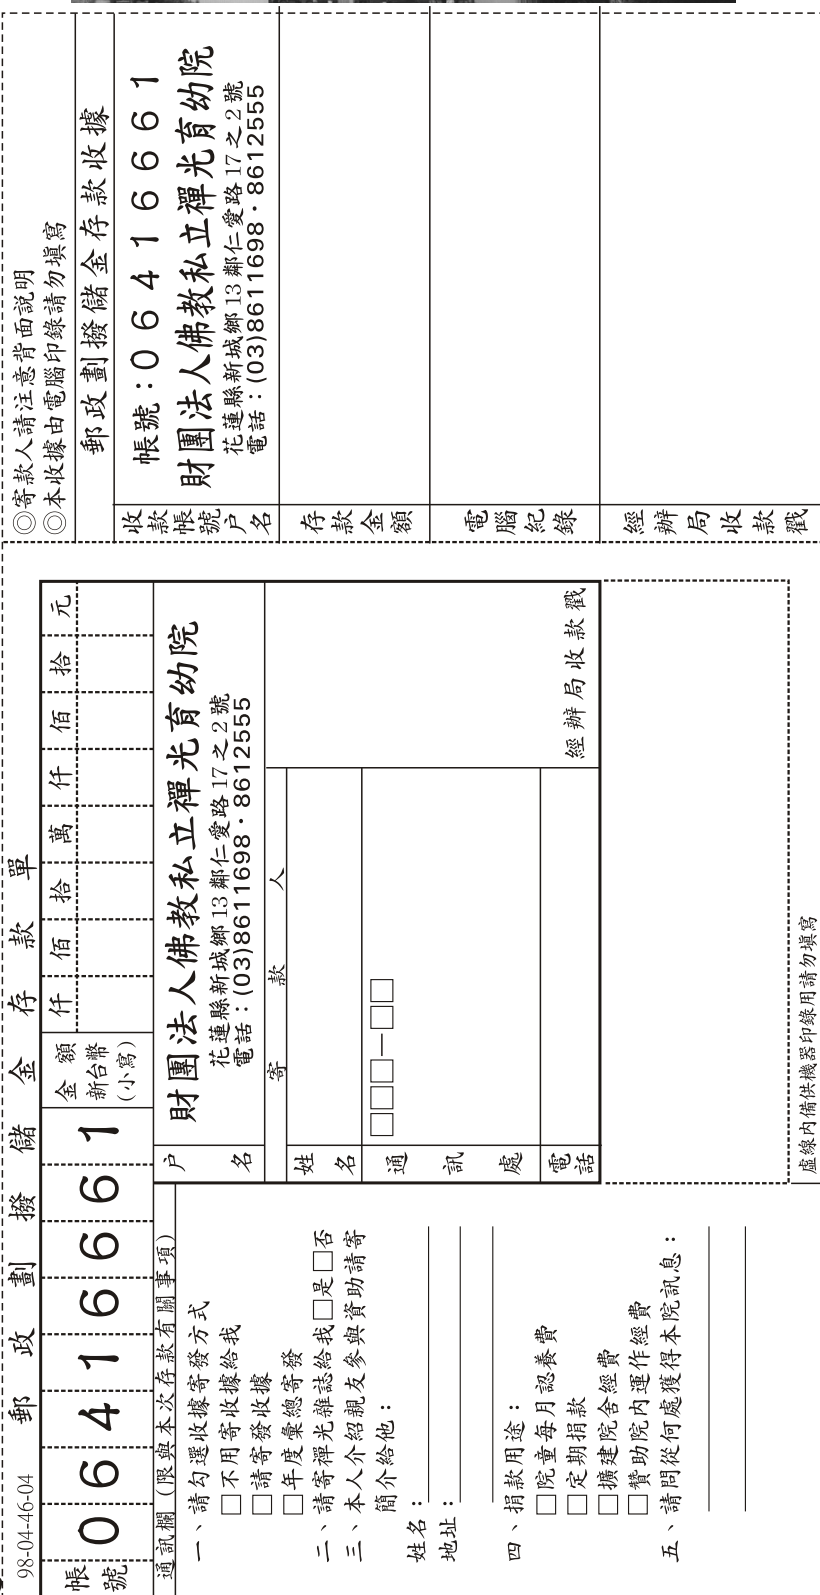 98-04-46-04
郵政劃撥儲金存款單
帳號
0 6 4 1 6 6 6 1
金額
新台幣
(小寫)
仟 佰 拾 萬 仟 佰 拾 元
通訊欄 (限與本次存款有關事項)
一、請勾選收據寄發方式
□不用寄收據給我
□請寄發收據
□年度彙總寄發
二、請寄禪光雜誌給我□是□否
三、本人介紹親友參與資助請寄
簡介給他:
姓名:
地址:
四、捐款用途:
□院童每月認養費
□定期捐款
□擴建院舍經費
□贊助院內運作經費
五、請問從何處獲得本院訊息:
户名
財團法人佛教私立禪光育幼院
花蓮縣新城鄉13鄰仁愛路17之2號
電話:(03)8611698·8612555
寄款人
姓名
通訊處
□□□—□□
電話
經辦局收款戳
虛線內備供機器印錄用請勿填寫
◎寄款人請注意背面說明
◎本收據由電腦印錄請勿填寫
郵政劃撥儲金存款收據
收款帳號户名
帳號:06416661
財團法人佛教私立禪光育幼院
花蓮縣新城鄉13鄰仁愛路17之2號
電話:(03)8611698·8612555
存款金額
電腦紀錄
經辦局收款戳